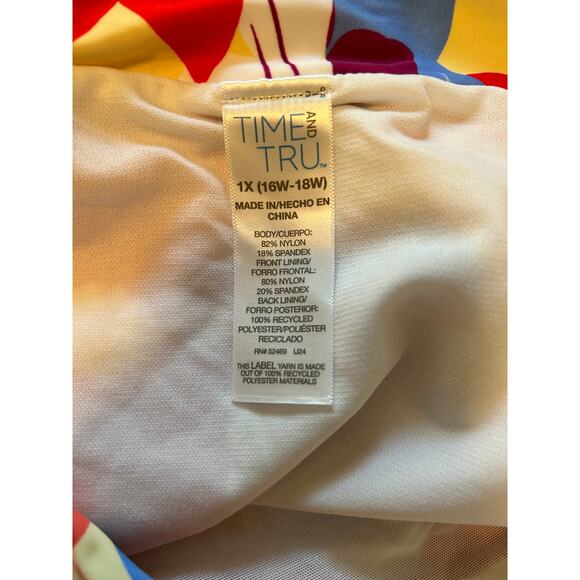 TIME AND
TRU™
1X (16W-18W)
MADE IN/HECHO EN
CHINA
BODY/CUERPO:
82% NYLON
18% SPANDEX
FRONT LINING/
FORRO FRONTAL:
80% NYLON
20% SPANDEX
BACK LINING/
FORRO POSTERIOR:
100% RECYCLED
POLYESTER/POLIÉSTER
RECICLADO
RN# 52469 U24
THIS LABEL YARN IS MADE
OUT OF 100% RECYCLED
POLYESTER MATERIALS